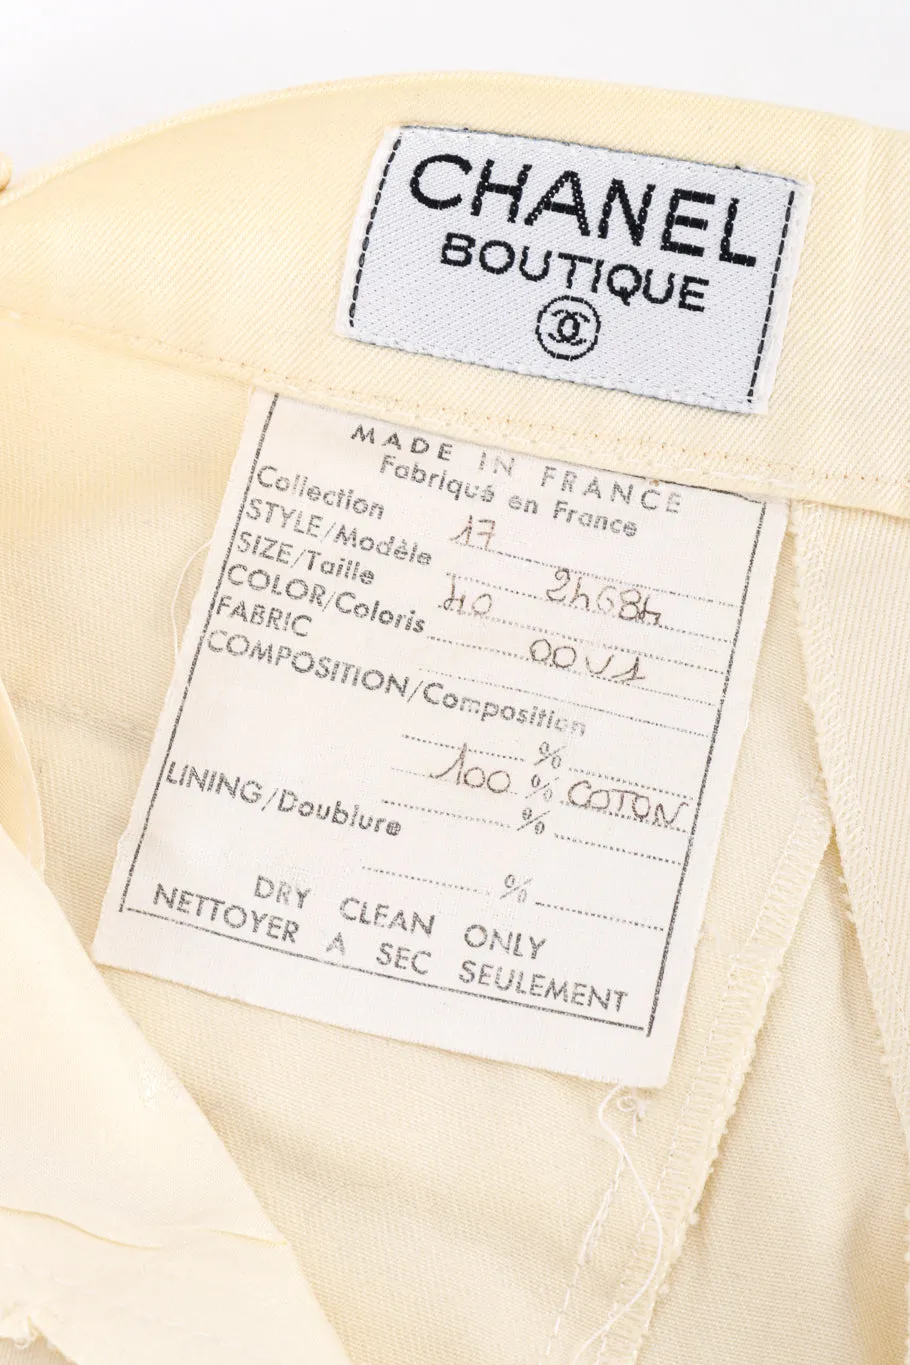 CHANEL
BOUTIQUE
MADE IN FRANCE
Fabriqué en France
Collection 17
STYLE/Modèle 24684
SIZE/Taille 40
COLOR/Coloris 00V1
FABRIC
COMPOSITION/Composition
%
100 % COTON
LINING/Doublure %
%
DRY CLEAN ONLY
NETTOYER A SEC SEULEMENT